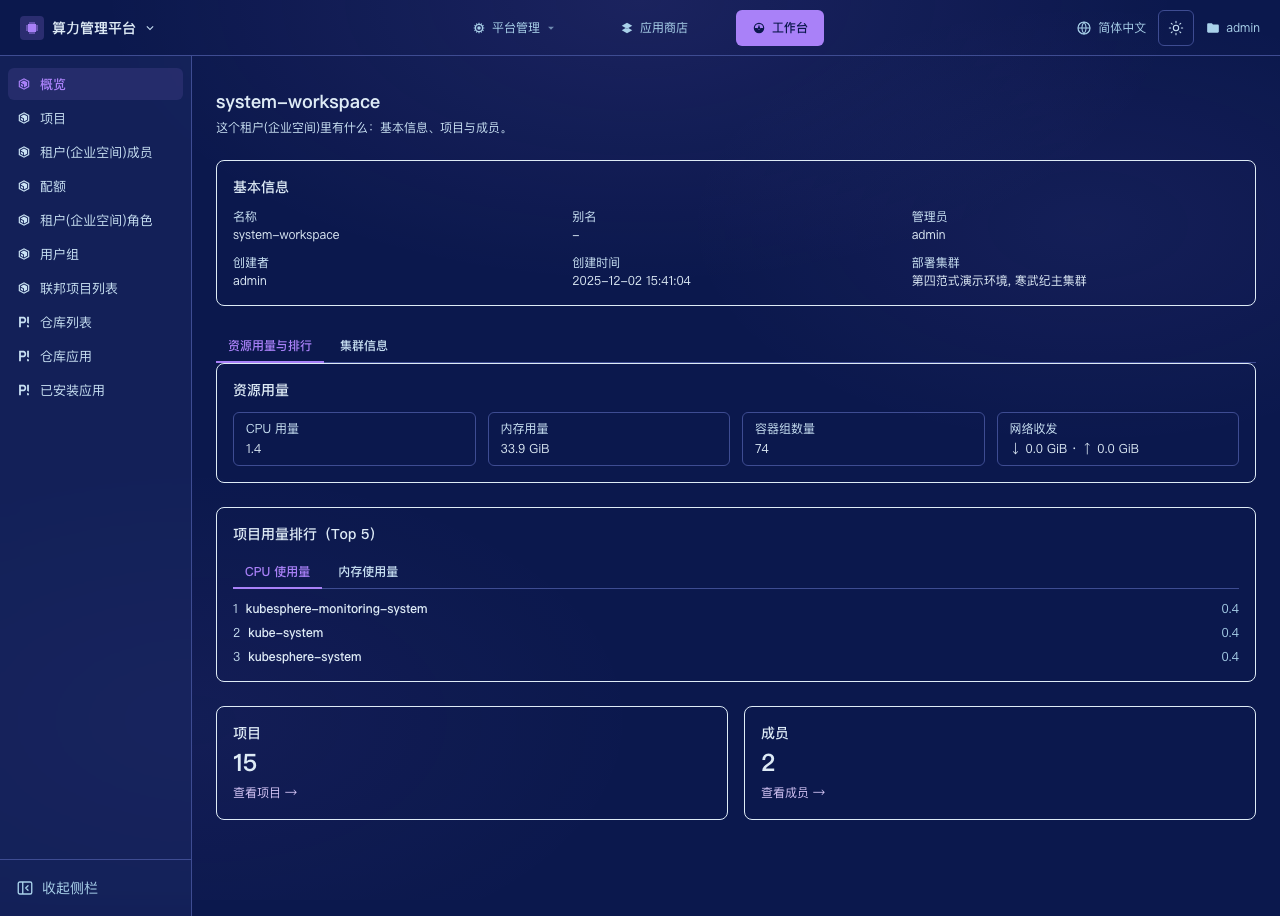 算力管理平台
平台管理
应用商店
工作台
简体中文
admin
概览
项目
租户(企业空间)成员
配额
租户(企业空间)角色
用户组
联邦项目列表
P! 仓库列表
P! 仓库应用
P! 已安装应用
收起侧栏
system-workspace
这个租户(企业空间)里有什么：基本信息、项目与成员。
基本信息
名称
system-workspace
别名
–
管理员
admin
创建者
admin
创建时间
2025-12-02 15:41:04
部署集群
第四范式演示环境, 寒武纪主集群
资源用量与排行
集群信息
资源用量
CPU 用量
1.4
内存用量
33.9 GiB
容器组数量
74
网络收发
↓ 0.0 GiB · ↑ 0.0 GiB
项目用量排行（Top 5）
CPU 使用量
内存使用量
1 kubesphere-monitoring-system 0.4
2 kube-system 0.4
3 kubesphere-system 0.4
项目
15
查看项目 →
成员
2
查看成员 →